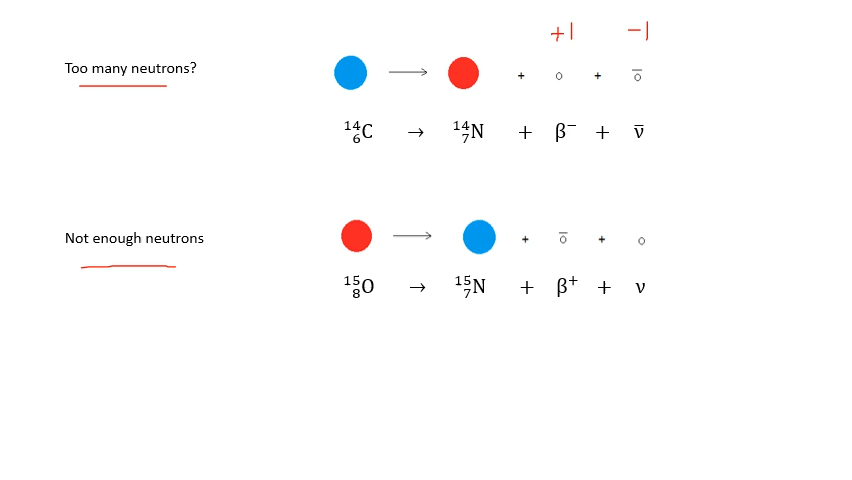 +1 −1
Too many neutrons?
+ o + o̅
¹⁴₆C → ¹⁴₇N + β⁻ + ν̅
Not enough neutrons
+ o̅ + o
¹⁵₈O → ¹⁵₇N + β⁺ + ν